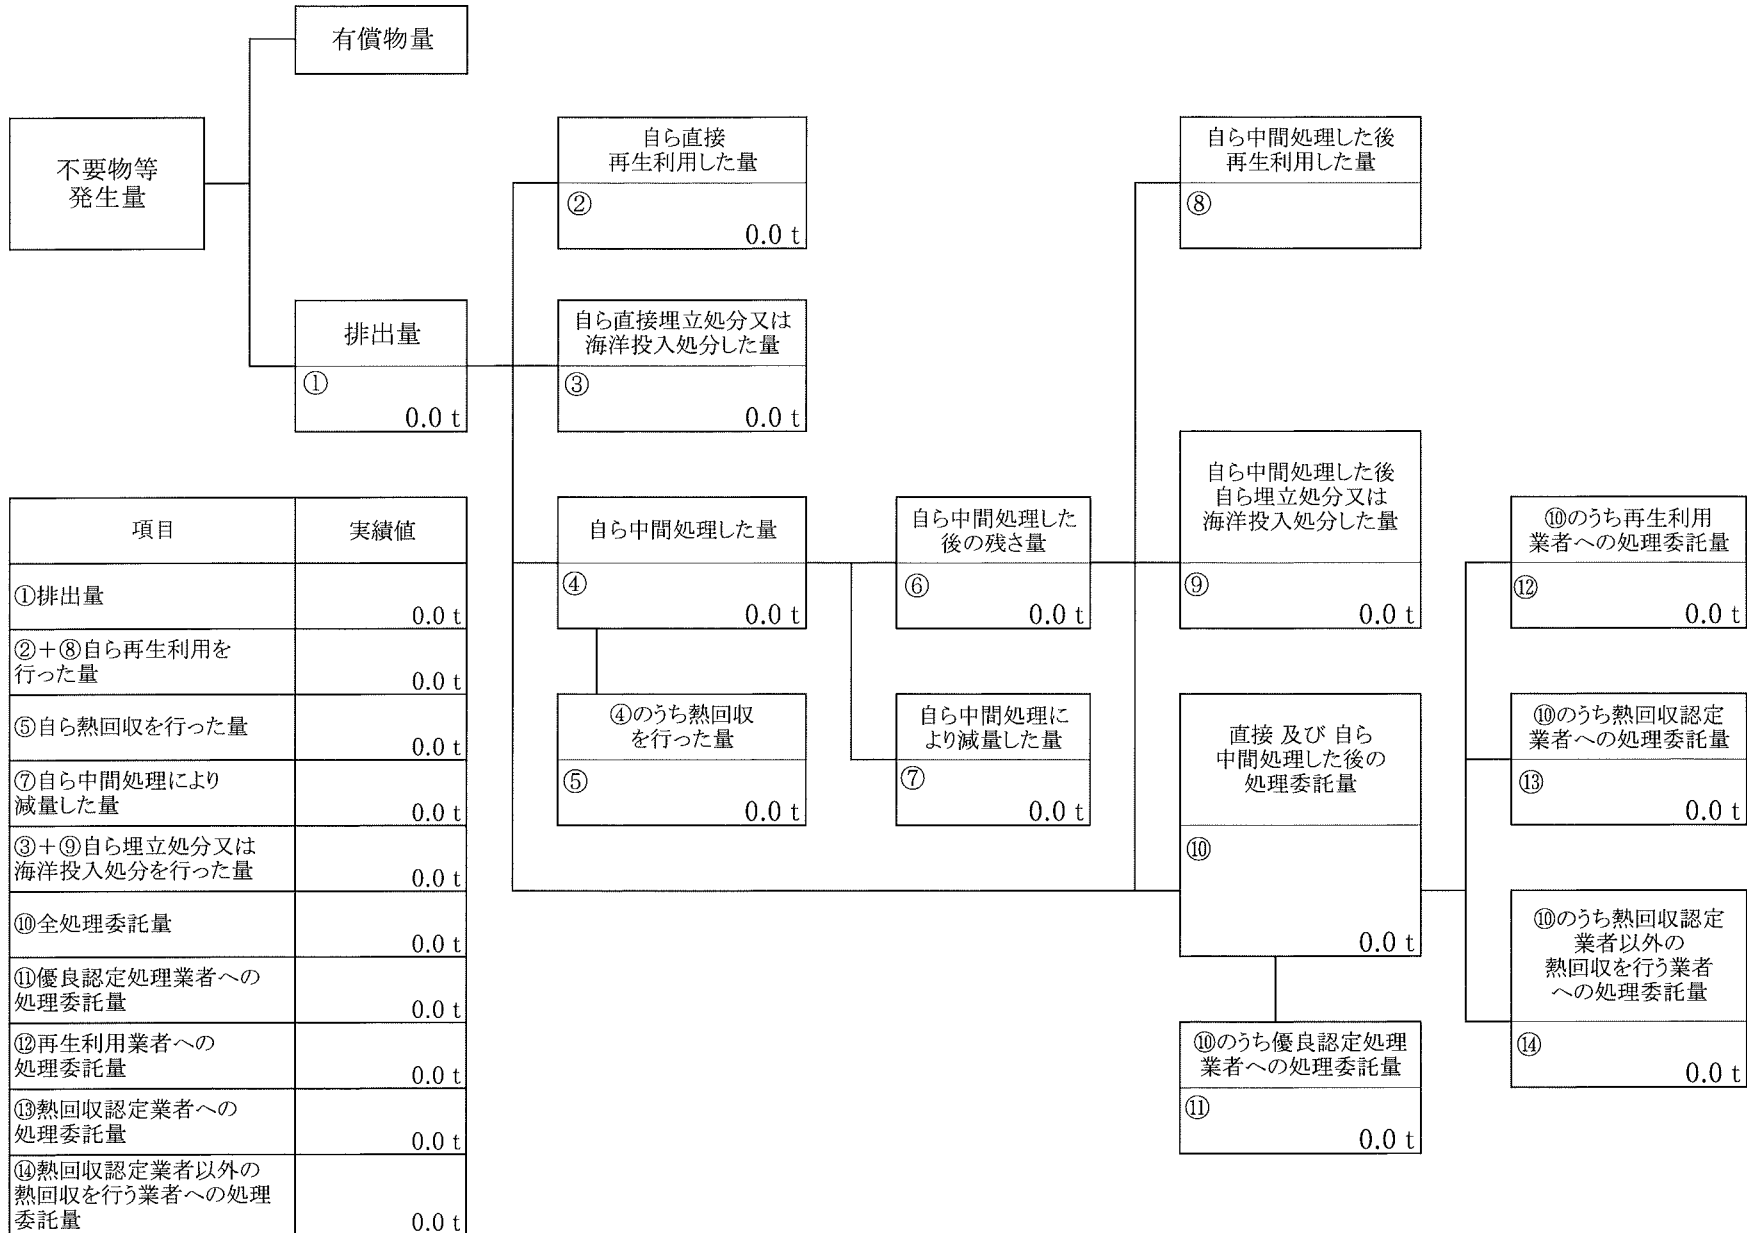 有償物量
不要物等
発生量
自ら直接
再生利用した量
②
0.0 t
自ら中間処理した後
再生利用した量
⑧
排出量
①
0.0 t
自ら直接埋立処分又は
海洋投入処分した量
③
0.0 t
自ら中間処理した量
④
0.0 t
自ら中間処理した
後の残さ量
⑥
0.0 t
自ら中間処理した後
自ら埋立処分又は
海洋投入処分した量
⑨
0.0 t
⑩のうち再生利用
業者への処理委託量
⑫
0.0 t
④のうち熱回収
を行った量
⑤
0.0 t
自ら中間処理に
より減量した量
⑦
0.0 t
直接 及び 自ら
中間処理した後の
処理委託量
⑩
0.0 t
⑩のうち熱回収認定
業者への処理委託量
⑬
0.0 t
⑩のうち熱回収認定
業者以外の
熱回収を行う業者
への処理委託量
⑭
0.0 t
⑩のうち優良認定処理
業者への処理委託量
⑪
0.0 t
項目 実績値
①排出量
0.0 t
②+⑧自ら再生利用を
行った量
0.0 t
⑤自ら熱回収を行った量
0.0 t
⑦自ら中間処理により
減量した量
0.0 t
③+⑨自ら埋立処分又は
海洋投入処分を行った量
0.0 t
⑩全処理委託量
0.0 t
⑪優良認定処理業者への
処理委託量
0.0 t
⑫再生利用業者への
処理委託量
0.0 t
⑬熱回収認定業者への
処理委託量
0.0 t
⑭熱回収認定業者以外の
熱回収を行う業者への処理
委託量
0.0 t